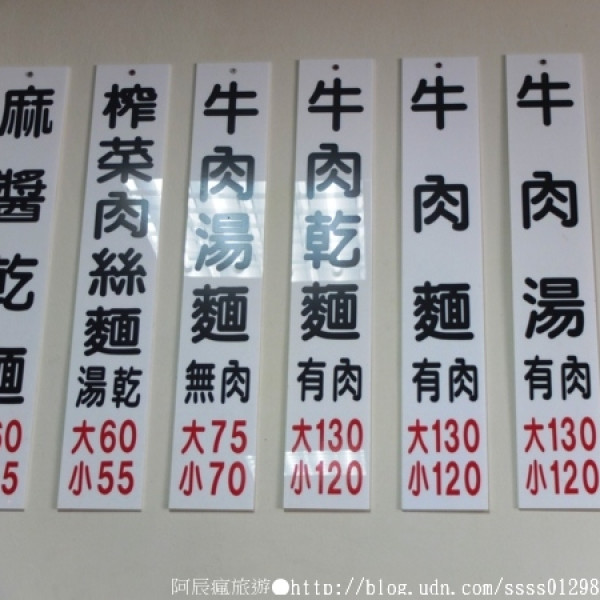 牛肉湯
有肉
大130
小120
牛肉麵
有肉
大130
小120
牛肉乾麵
有肉
大130
小120
牛肉湯麵
無肉
大75
小70
榨菜肉絲麵
湯乾
大60
小55
麻醬乾麵
60
5
阿辰瘋旅遊●http://blog.udn.com/ssss01298